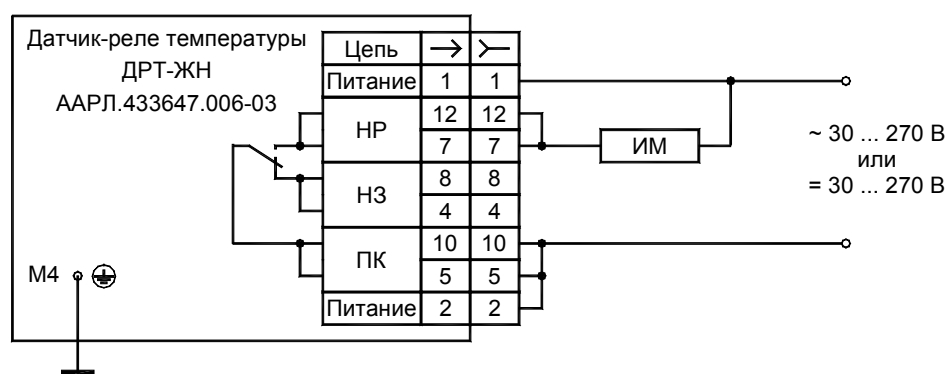 Датчик-реле температуры
ДРТ-ЖН
ААРЛ.433647.006-03
Цепь
Питание 1 1
НР 12 12
7 7
НЗ 8 8
4 4
ПК 10 10
5 5
Питание 2 2
ИМ
~ 30 ... 270 В
или
= 30 ... 270 В
М4